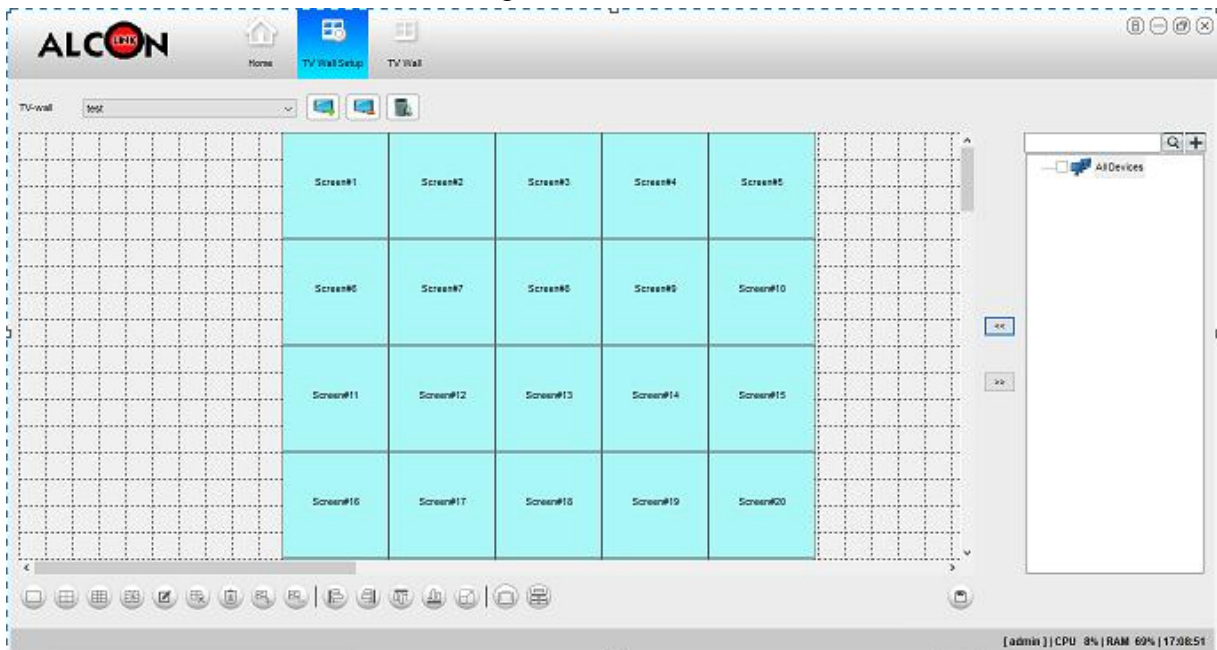 ALCON LINK
Home
TV Wall Setup
TV Wall
TV-wall
test
Screen#1
Screen#2
Screen#3
Screen#4
Screen#5
Screen#6
Screen#7
Screen#8
Screen#9
Screen#10
Screen#11
Screen#12
Screen#13
Screen#14
Screen#15
Screen#16
Screen#17
Screen#18
Screen#19
Screen#20
All Devices
<<
>>
[ admin ] | CPU 8% | RAM 69% | 17:08:51